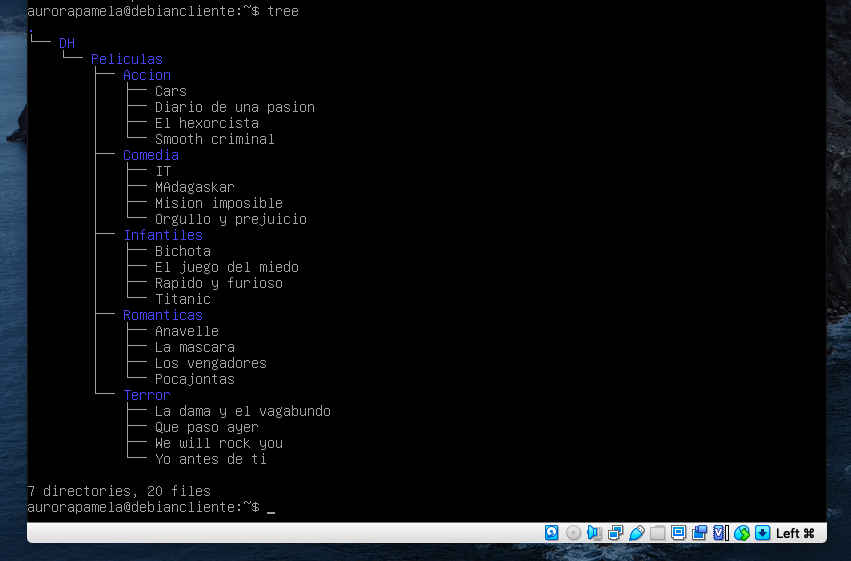 aurorapamela@debiancliente:~$ tree
.
└── DH
    └── Peliculas
        ├── Accion
        │   ├── Cars
        │   ├── Diario de una pasion
        │   ├── El hexorcista
        │   └── Smooth criminal
        ├── Comedia
        │   ├── IT
        │   ├── MAdagaskar
        │   ├── Mision imposible
        │   └── Orgullo y prejuicio
        ├── Infantiles
        │   ├── Bichota
        │   ├── El juego del miedo
        │   ├── Rapido y furioso
        │   └── Titanic
        ├── Romanticas
        │   ├── Anavelle
        │   ├── La mascara
        │   ├── Los vengadores
        │   └── Pocajontas
        └── Terror
            ├── La dama y el vagabundo
            ├── Que paso ayer
            ├── We will rock you
            └── Yo antes de ti
7 directories, 20 files
aurorapamela@debiancliente:~$ _
Left ⌘